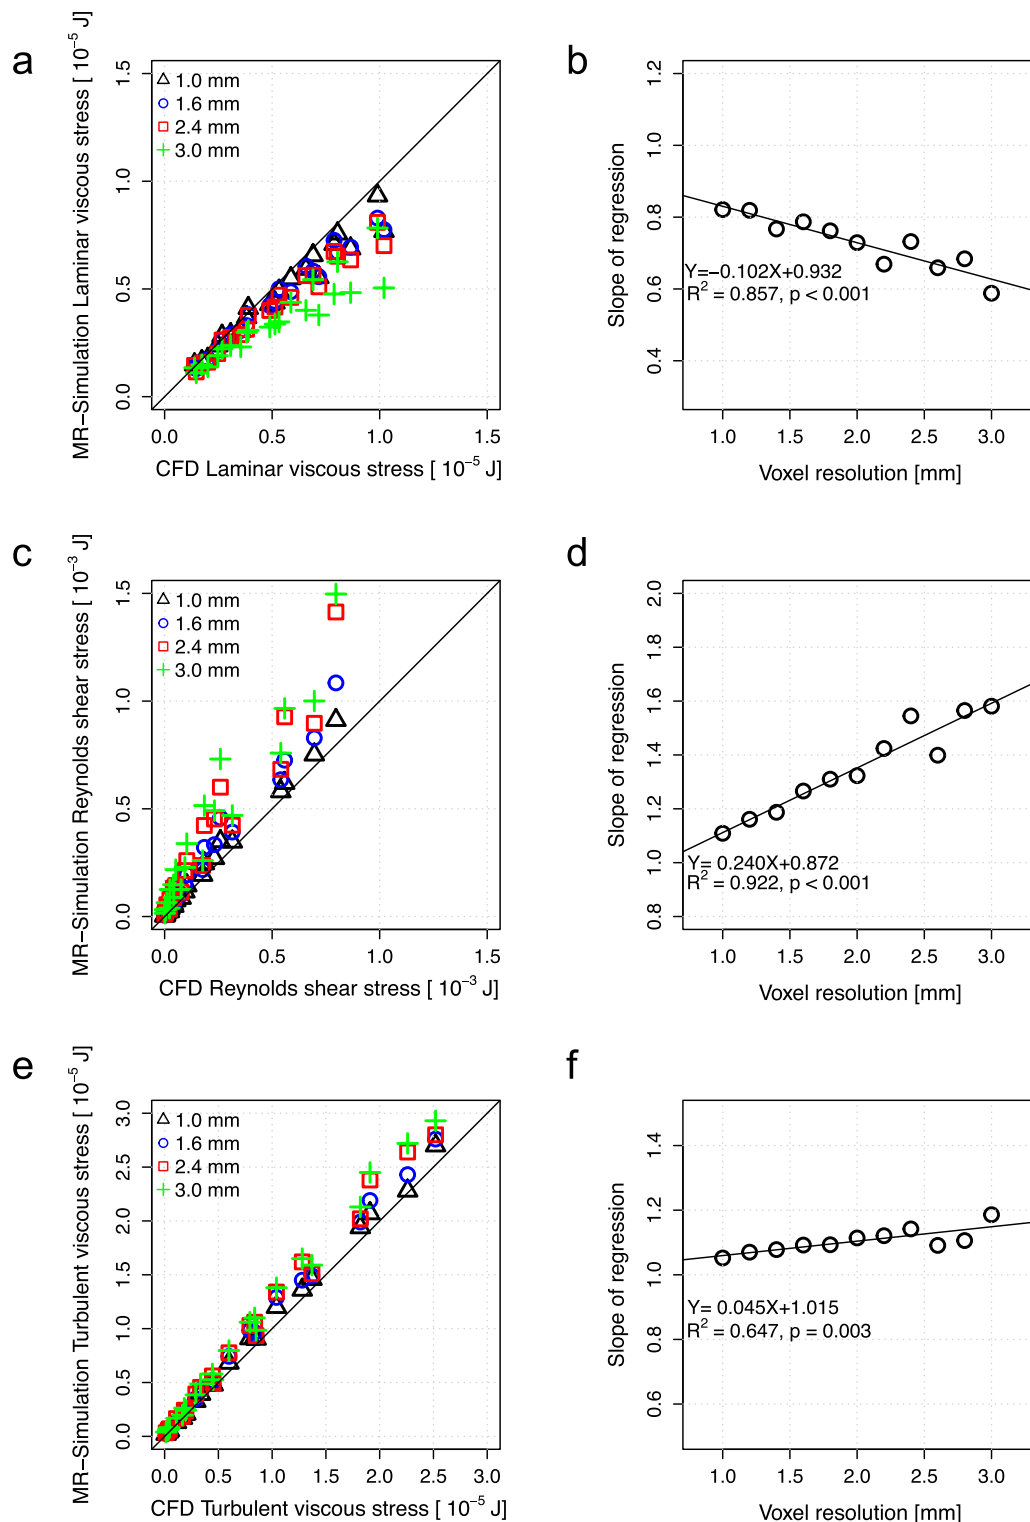 a
MR−Simulation Laminar viscous stress [ 10⁻⁵ J]
1.5
1.0
0.5
0.0
1.0 mm
1.6 mm
2.4 mm
3.0 mm
0.0 0.5 1.0 1.5
CFD Laminar viscous stress [ 10⁻⁵ J]
b
Slope of regression
1.2
1.0
0.8
0.6
0.4
Y=−0.102X+0.932
R² = 0.857, p < 0.001
1.0 1.5 2.0 2.5 3.0
Voxel resolution [mm]
c
MR−Simulation Reynolds shear stress [ 10⁻³ J]
1.5
1.0
0.5
0.0
1.0 mm
1.6 mm
2.4 mm
3.0 mm
0.0 0.5 1.0 1.5
CFD Reynolds shear stress [ 10⁻³ J]
d
Slope of regression
2.0
1.8
1.6
1.4
1.2
1.0
0.8
Y= 0.240X+0.872
R² = 0.922, p < 0.001
1.0 1.5 2.0 2.5 3.0
Voxel resolution [mm]
e
MR−Simulation Turbulent viscous stress [ 10⁻⁵ J]
3.0
2.5
2.0
1.5
1.0
0.5
0.0
1.0 mm
1.6 mm
2.4 mm
3.0 mm
0.0 0.5 1.0 1.5 2.0 2.5 3.0
CFD Turbulent viscous stress [ 10⁻⁵ J]
f
Slope of regression
1.4
1.2
1.0
0.8
0.6
Y= 0.045X+1.015
R² = 0.647, p = 0.003
1.0 1.5 2.0 2.5 3.0
Voxel resolution [mm]